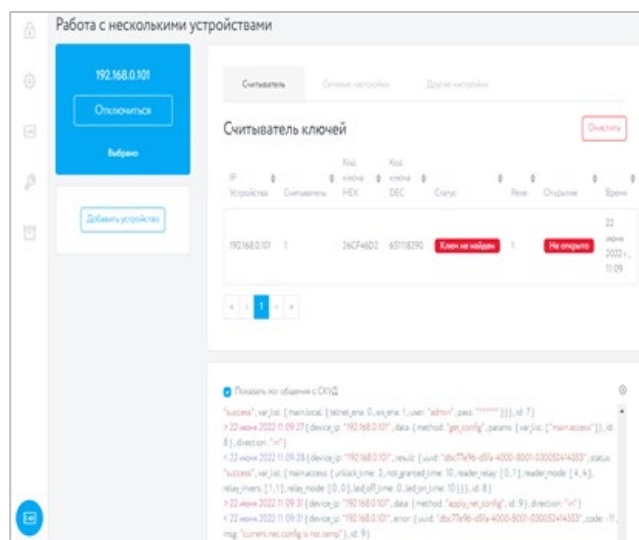 Работа с несколькими устройствами
192.168.0.101
Отключиться
Выбрано
Добавить устройство
Считыватель Сетевые настройки Другие настройки
Считыватель ключей
Очистить
IP Устройства
Считыватель
Код ключа HEX
Код ключа DEC
Статус
Реле
Открытие
Время
192.168.0.101 1 26CF46D2 651118290 Ключ не найден 1 Не открыто 22 июня 2022 г., 11:09
« ‹ 1 › »
Показать лог общения с СКУД
"success", var_list: { main.local: { telnet_ena: 0, ws_ena: 1, user: "admin", pass: "******" } } }, id: 7 }
> 22 июня 2022 11:09:27 { device_ip: "192.168.0.101", data: { method: "get_config", params: { var_list: [ "main.access" ] }, id:
8 }, direction: "in" }
< 22 июня 2022 11:09:28 { device_ip: "192.168.0.101", result: { uuid: "dbc77e96-d5fa-4000-8001-030052414353", status:
"success", var_list: { main.access: { unlock_time: 3, not_granted_time: 10, reader_relay: [ 0, 1 ], reader_mode: [ 4, 4 ],
relay_invers: [ 1, 1 ], relay_mode: [ 0, 0 ], led_off_time: 0, led_on_time: 10 } } }, id: 8 }
> 22 июня 2022 11:09:31 { device_ip: "192.168.0.101", data: { method: "apply_net_config", id: 9 }, direction: "in" }
< 22 июня 2022 11:09:31 { device_ip: "192.168.0.101", error: { uuid: "dbc77e96-d5fa-4000-8001-030052414353", code: -11,
msg: "current net config is not temp" }, id: 9 }